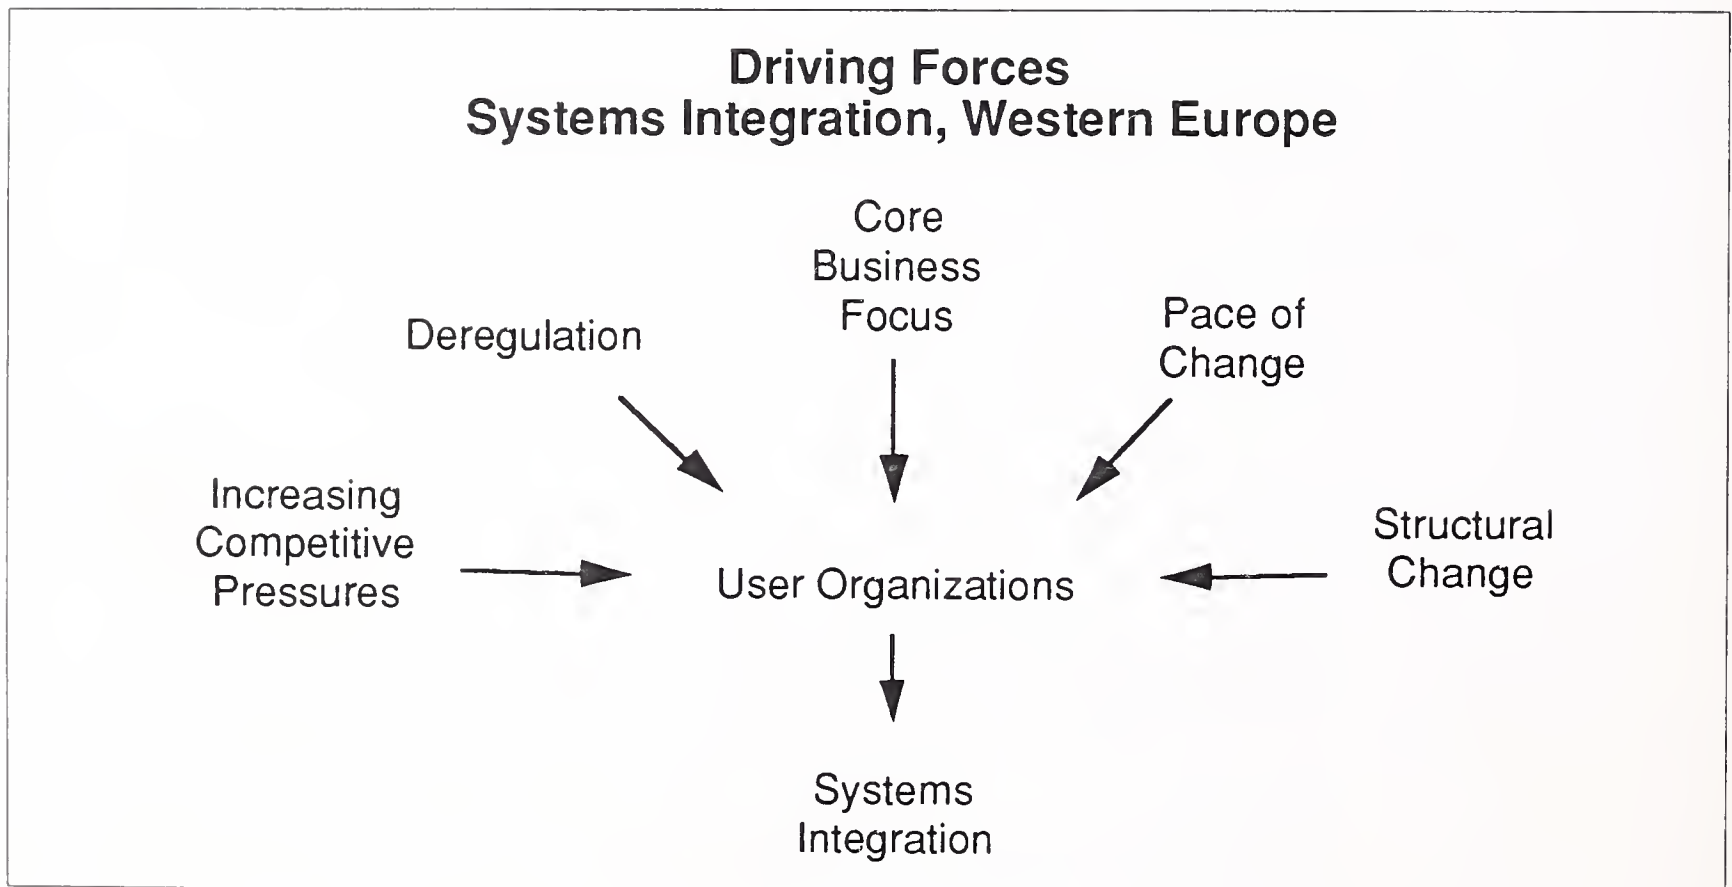 Driving Forces
Systems Integration, Western Europe
Core
Business
Focus
Deregulation
Pace of
Change
Increasing
Competitive
Pressures
Structural
Change
User Organizations
Systems
Integration